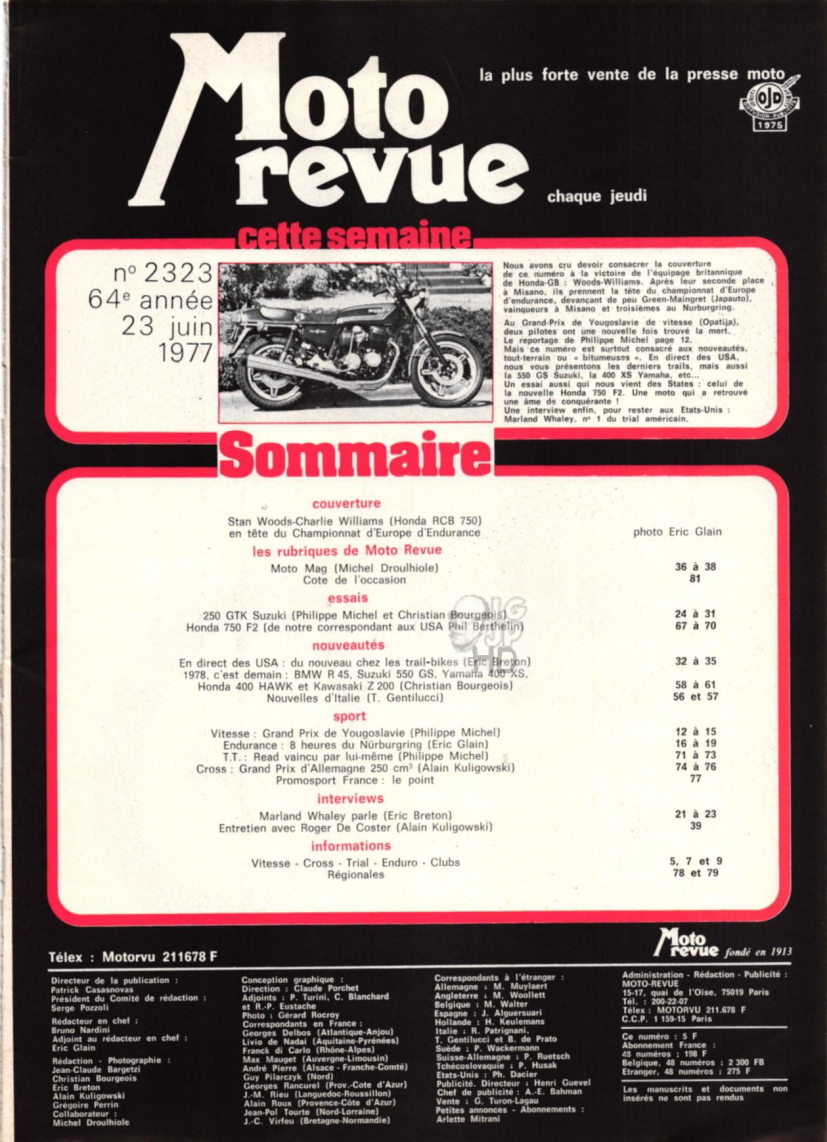 Moto revue
la plus forte vente de la presse moto
OJD
1975
chaque jeudi
cette semaine
nº 2323
64e année
23 juin
1977
Nous avons cru devoir consacrer la couverture
de ce numéro à la victoire de l'équipage britannique
de Honda-GB : Woods-Williams. Après leur seconde place
à Misano, ils prennent la tête du championnat d'Europe
d'endurance, devançant de peu Green-Maingret (Japauto),
vainqueurs à Misano et troisièmes au Nurburgring.
Au Grand-Prix de Yougoslavie de vitesse (Opatija),
deux pilotes ont une nouvelle fois trouvé la mort.
Le reportage de Philippe Michel page 12.
Mais ce numéro est surtout consacré aux nouveautés,
tout-terrain ou « bitumeuses ». En direct des USA,
nous vous présentons les derniers trails, mais aussi
la 550 GS Suzuki, la 400 XS Yamaha, etc...
Un essai aussi qui nous vient des States : celui de
la nouvelle Honda 750 F2. Une moto qui a retrouvé
une âme de conquérante !
Une interview enfin, pour rester aux Etats-Unis :
Marland Whaley, nº 1 du trial américain.
Sommaire
couverture
Stan Woods-Charlie Williams (Honda RCB 750)
en tête du Championnat d'Europe d'Endurance photo Eric Glain
les rubriques de Moto Revue
Moto Mag (Michel Droulhiole) 36 à 38
Cote de l'occasion 81
essais
250 GTK Suzuki (Philippe Michel et Christian Bourgeois) 24 à 31
Honda 750 F2 (de notre correspondant aux USA Phil Berthelin) 67 à 70
nouveautés
En direct des USA : du nouveau chez les trail-bikes (Eric Breton) 32 à 35
1978, c'est demain : BMW R 45, Suzuki 550 GS, Yamaha 400 XS,
Honda 400 HAWK et Kawasaki Z 200 (Christian Bourgeois) 58 à 61
Nouvelles d'Italie (T. Gentilucci) 56 et 57
sport
Vitesse : Grand Prix de Yougoslavie (Philippe Michel) 12 à 15
Endurance : 8 heures du Nürburgring (Eric Glain) 16 à 19
T.T. : Read vaincu par lui-même (Philippe Michel) 71 à 73
Cross : Grand Prix d'Allemagne 250 cm³ (Alain Kuligowski) 74 à 76
Promosport France : le point 77
interviews
Marland Whaley parle (Eric Breton) 21 à 23
Entretien avec Roger De Coster (Alain Kuligowski) 39
informations
Vitesse - Cross - Trial - Enduro - Clubs 5, 7 et 9
Régionales 78 et 79
Télex : Motorvu 211678 F
Moto revue fondé en 1913
Directeur de la publication :
Patrick Casasnovas
Président du Comité de rédaction :
Serge Pozzoli
Rédacteur en chef :
Bruno Nardini
Adjoint au rédacteur en chef :
Eric Glain
Rédaction - Photographie :
Jean-Claude Bargetzi
Christian Bourgeois
Eric Breton
Alain Kuligowski
Grégoire Perrin
Collaborateur :
Michel Droulhiole
Conception graphique :
Direction : Claude Porchet
Adjoints : P. Turini, C. Blanchard
et R.-P. Eustache
Photo : Gérard Rocroy
Correspondants en France :
Georges Delbos (Atlantique-Anjou)
Livio de Nadai (Aquitaine-Pyrénées)
Franck di Carlo (Rhône-Alpes)
Max Mauget (Auvergne-Limousin)
André Pierre (Alsace - Franche-Comté)
Guy Pilarczyk (Nord)
Georges Rancurel (Prov.-Cote d'Azur)
J.-M. Rieu (Languedoc-Roussillon)
Alain Roux (Provence-Côte d'Azur)
Jean-Pol Tourte (Nord-Lorraine)
J.-C. Virfeu (Bretagne-Normandie)
Correspondants à l'étranger :
Allemagne : M. Muylaert
Angleterre : M. Woollett
Belgique : M. Walter
Espagne : J. Alguersuari
Hollande : H. Keulemans
Italie : R. Patrignani,
T. Gentilucci et B. de Prato
Suède : P. Wackermann
Suisse-Allemagne : P. Ruetsch
Tchécoslovaquie : P. Husak
Etats-Unis : Ph. Dacier
Publicité. Directeur : Henri Guevel
Chef de publicité : A.-E. Bahman
Vente : G. Turon-Lagau
Petites annonces - Abonnements :
Arlette Mitrani
Administration - Rédaction - Publicité :
MOTO-REVUE
15-17, quai de l'Oise, 75019 Paris
Tél. : 200-22-07
Télex : MOTORVU 211.678 F
C.C.P. 1 159-15 Paris
Ce numéro : 5 F
Abonnement France :
48 numéros : 198 F
Belgique, 48 numéros : 2 300 FB
Etranger, 48 numéros : 275 F
Les manuscrits et documents non
insérés ne sont pas rendus